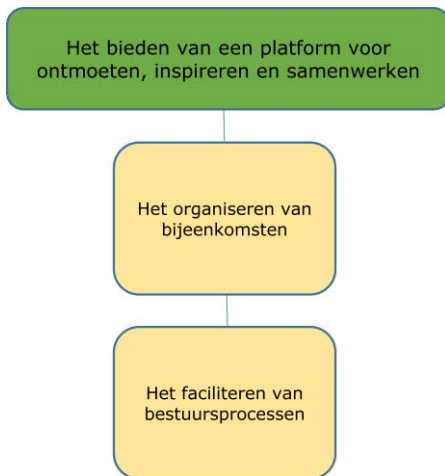 Het bieden van een platform voor
ontmoeten, inspireren en samenwerken
Het organiseren van
bijeenkomsten
Het faciliteren van
bestuursprocessen